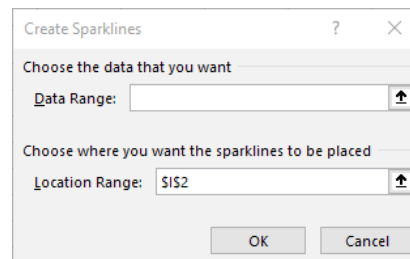 Create Sparklines ?
Choose the data that you want
Data Range:
Choose where you want the sparklines to be placed
Location Range: $I$2
OK Cancel